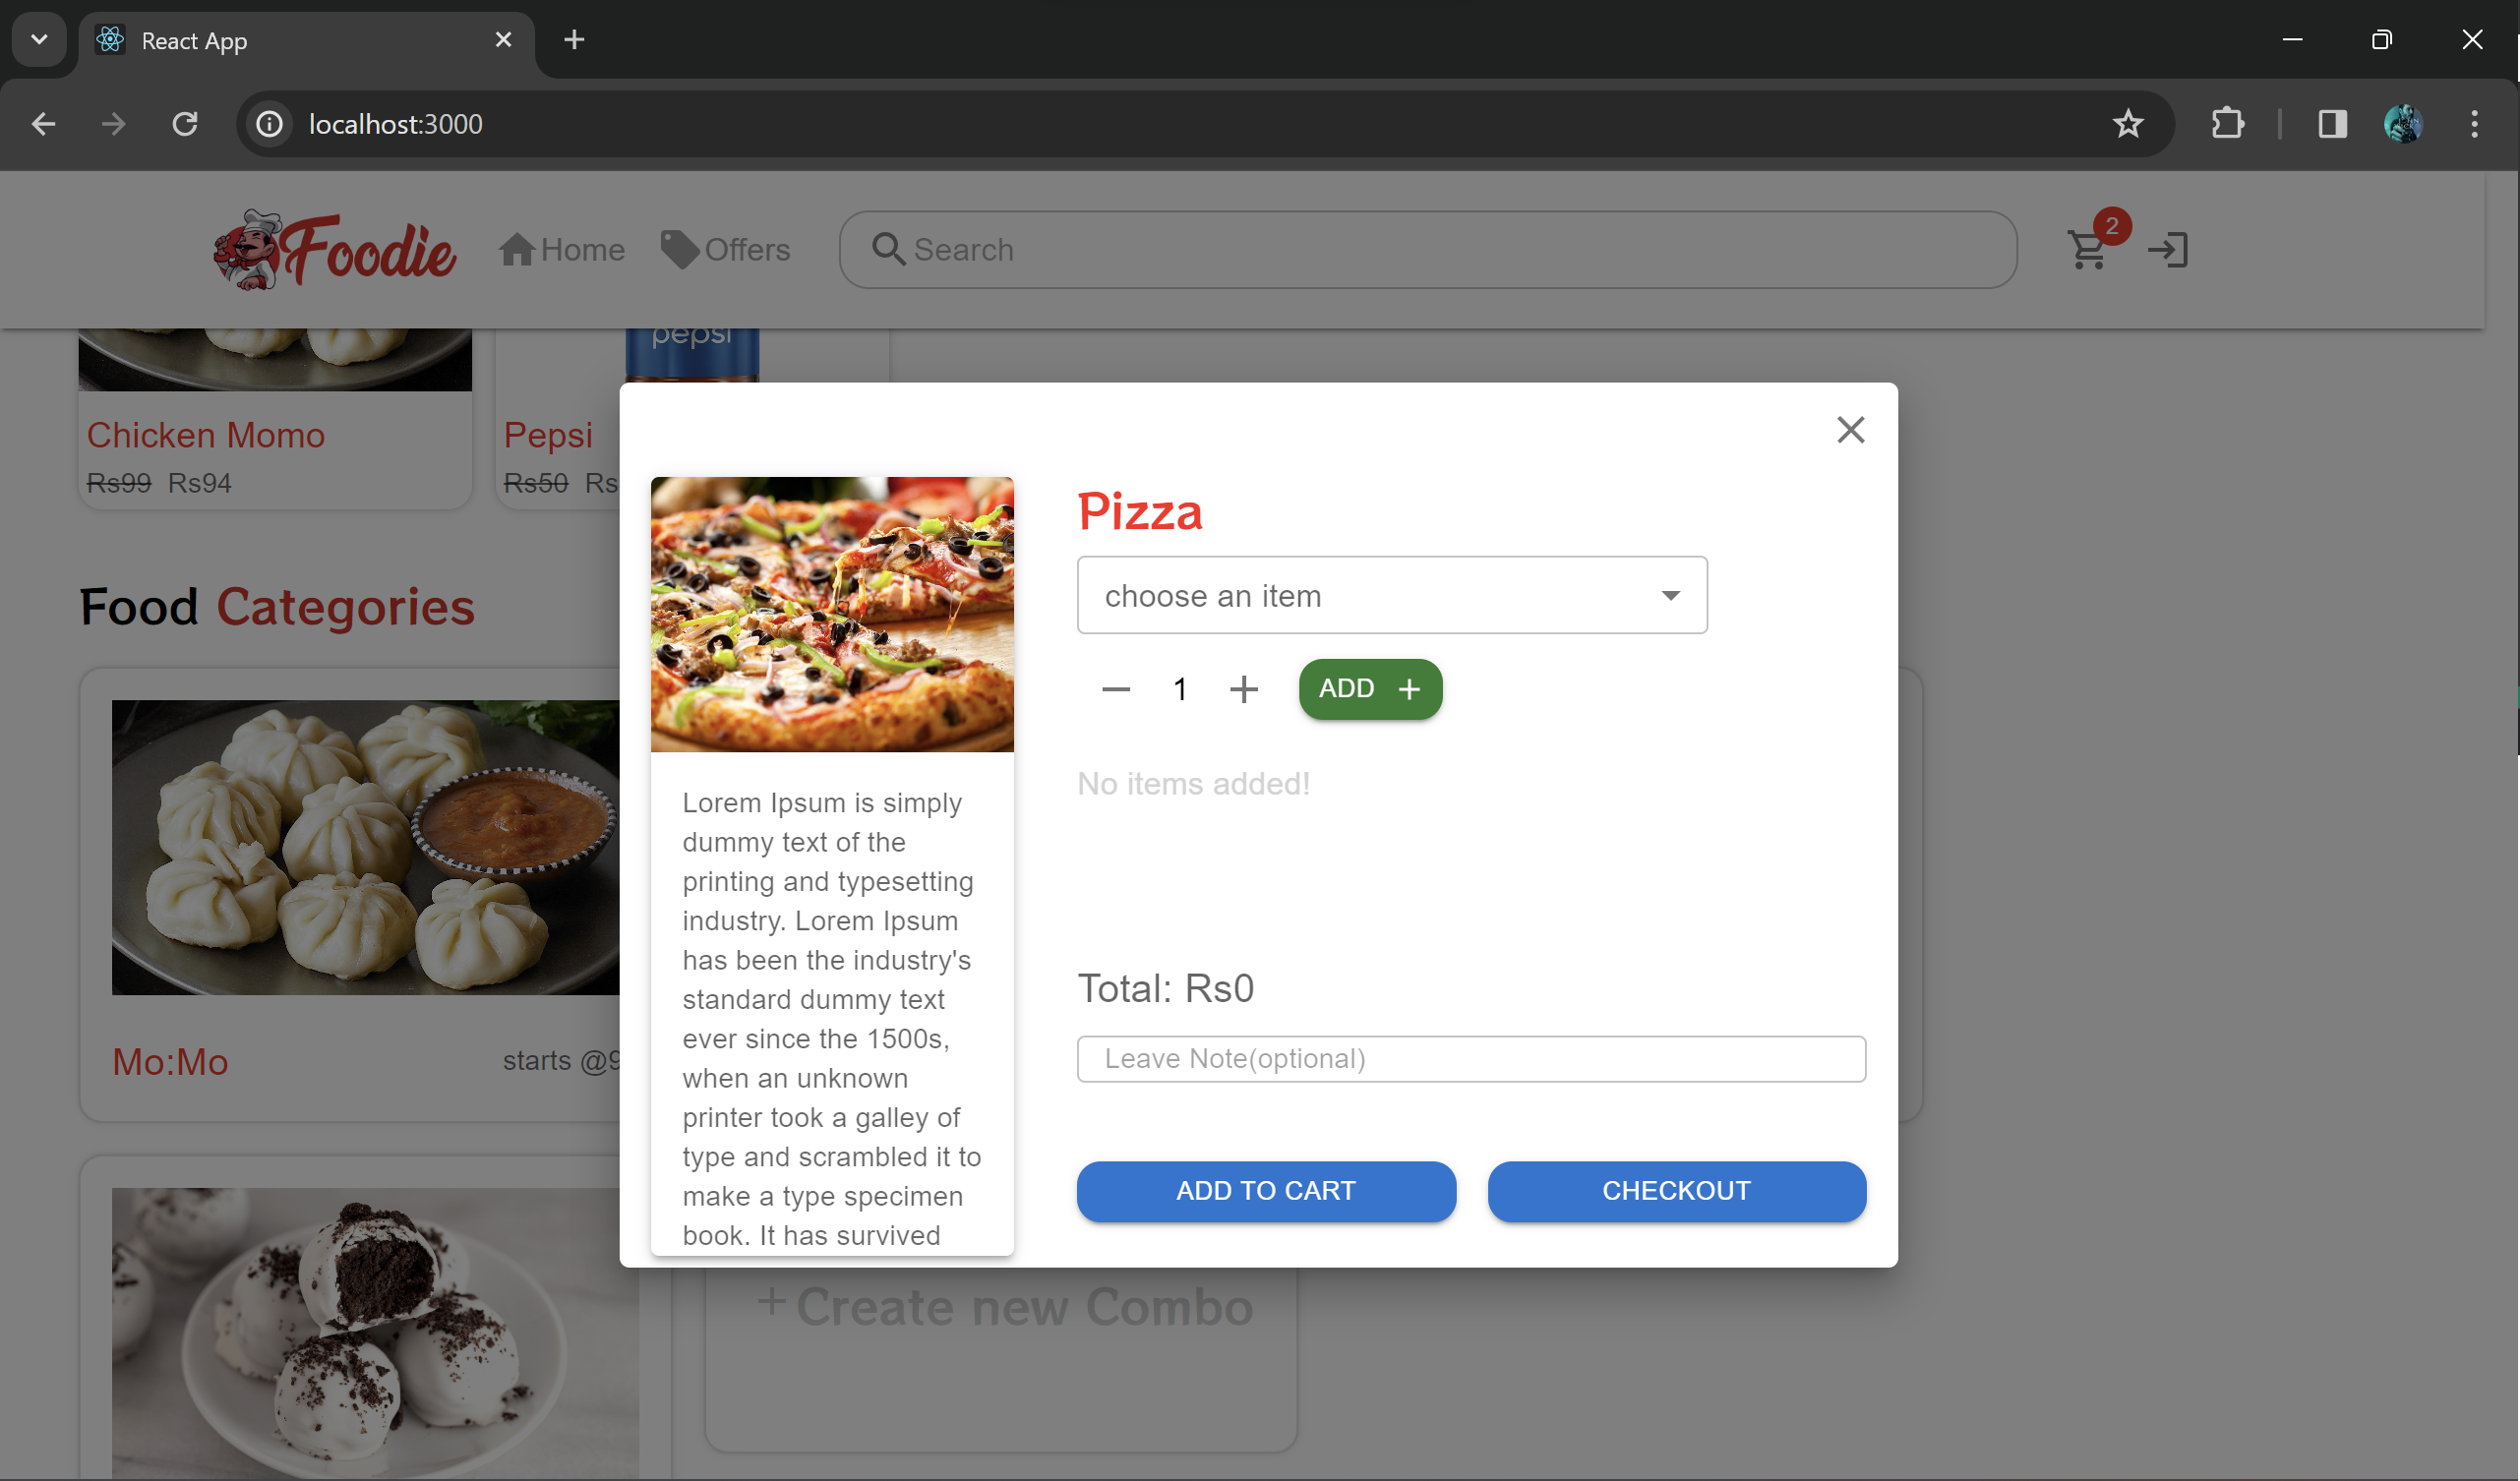 React App
localhost:3000
Foodie
Home
Offers
Search
2
pepsi
Chicken Momo
Rs99 Rs94
Pepsi
Rs50 Rs
Food Categories
Mo:Mo
starts @9
+ Create new Combo
Pizza
choose an item
1
ADD +
No items added!
Total: Rs0
Leave Note(optional)
ADD TO CART
CHECKOUT
Lorem Ipsum is simply
dummy text of the
printing and typesetting
industry. Lorem Ipsum
has been the industry's
standard dummy text
ever since the 1500s,
when an unknown
printer took a galley of
type and scrambled it to
make a type specimen
book. It has survived